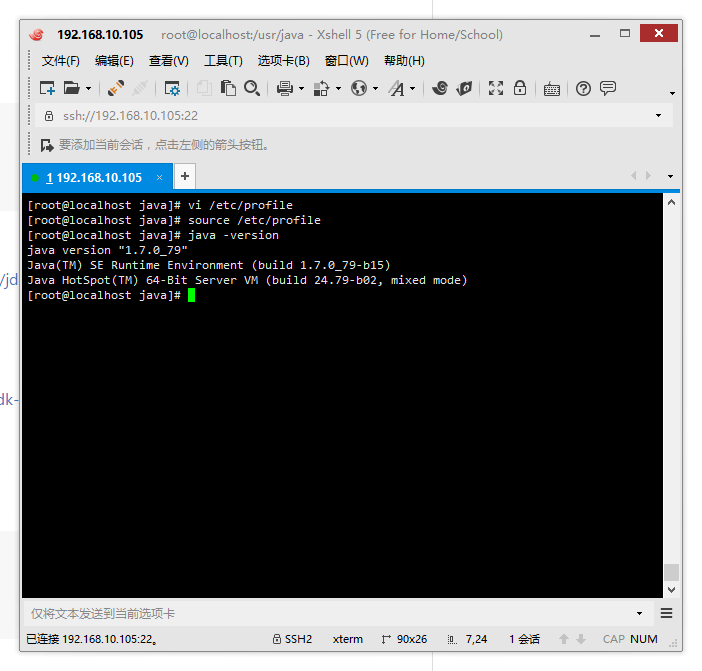 192.168.10.105 root@localhost:/usr/java - Xshell 5 (Free for Home/School)
文件(F) 编辑(E) 查看(V) 工具(T) 选项卡(B) 窗口(W) 帮助(H)
ssh://192.168.10.105:22
要添加当前会话，点击左侧的箭头按钮。
1 192.168.10.105 × +
[root@localhost java]# vi /etc/profile
[root@localhost java]# source /etc/profile
[root@localhost java]# java -version
java version "1.7.0_79"
Java(TM) SE Runtime Environment (build 1.7.0_79-b15)
/jd
Java HotSpot(TM) 64-Bit Server VM (build 24.79-b02, mixed mode)
[root@localhost java]#
dk-
仅将文本发送到当前选项卡
已连接 192.168.10.105:22。 SSH2 xterm 90x26 7,24 1 会话 CAP NUM